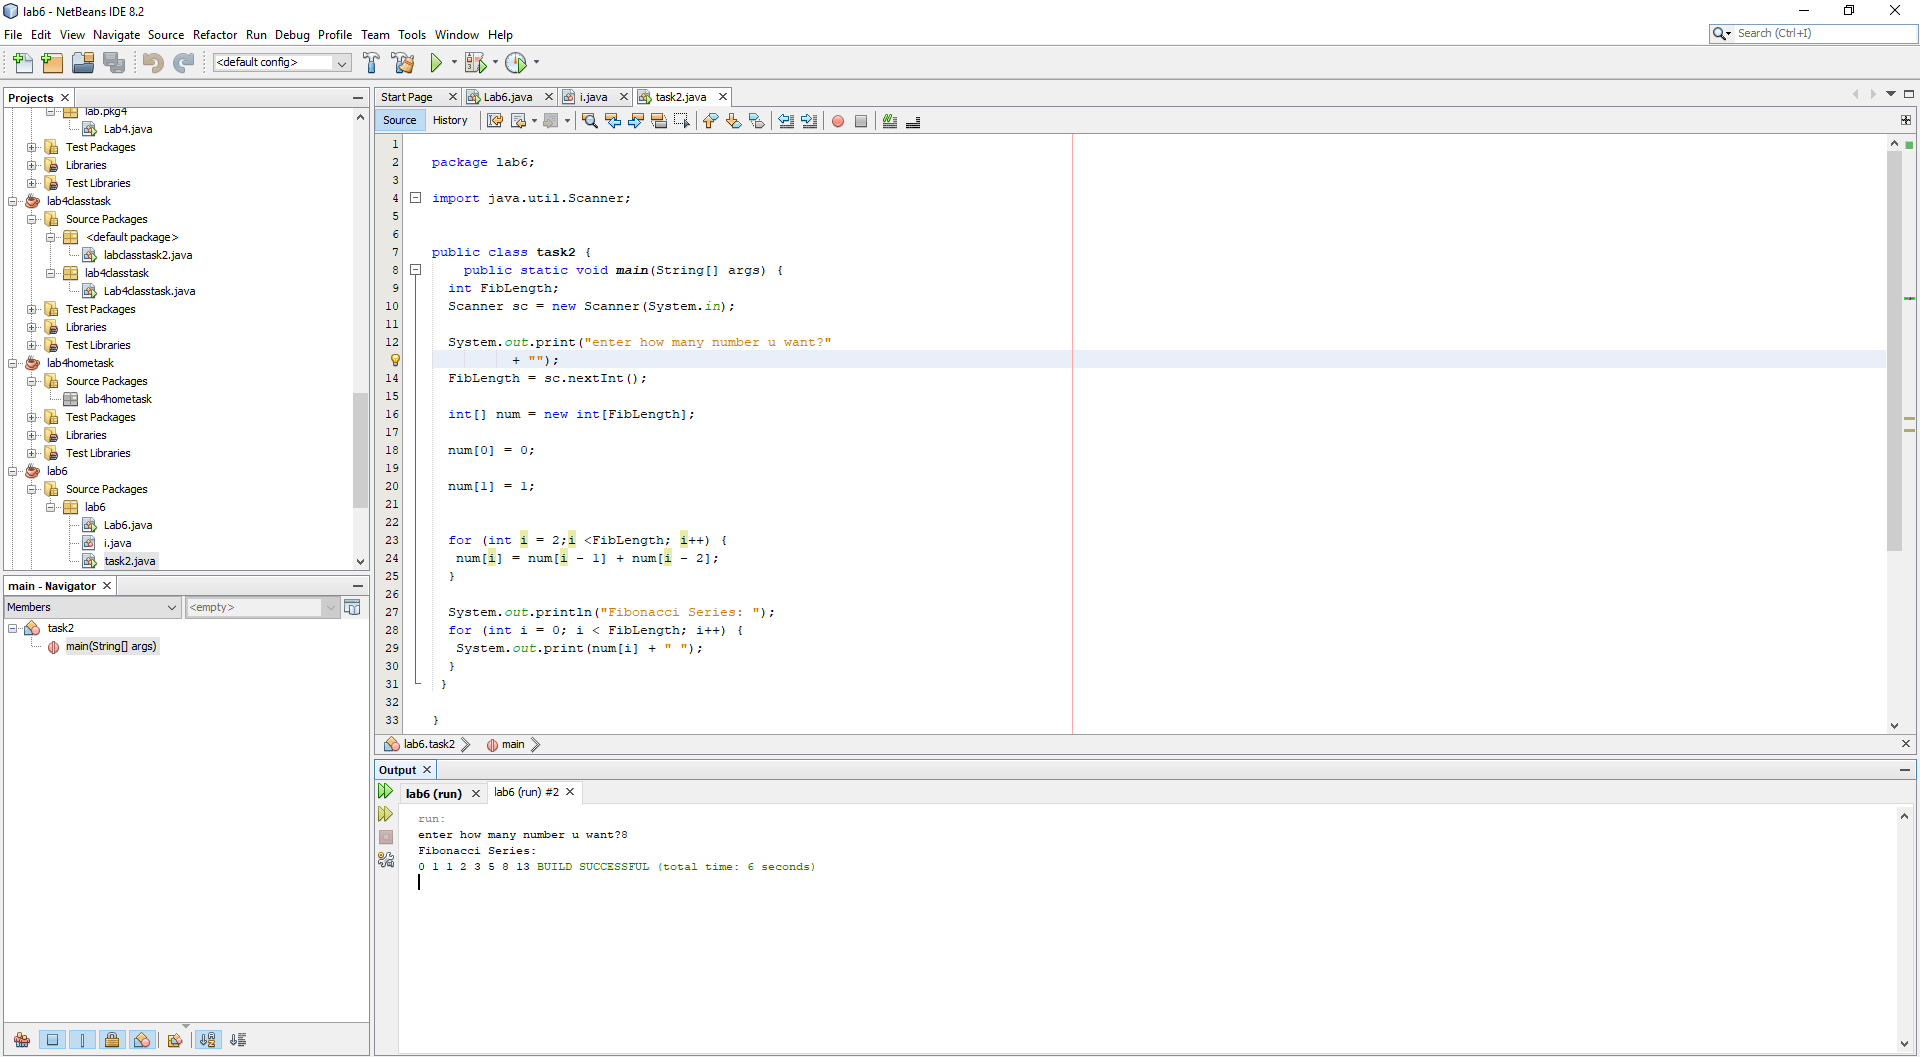 lab6 - NetBeans IDE 8.2
File Edit View Navigate Source Refactor Run Debug Profile Team Tools Window Help
Search (Ctrl+I)
<default config>
Projects
lab.pkg4
Lab4.java
Test Packages
Libraries
Test Libraries
lab4classtask
Source Packages
<default package>
labclasstask2.java
lab4classtask
Lab4classtask.java
Test Packages
Libraries
Test Libraries
lab4hometask
Source Packages
lab4hometask
Test Packages
Libraries
Test Libraries
lab6
Source Packages
lab6
Lab6.java
i.java
task2.java
main - Navigator
Members <empty>
task2
main(String[] args)
Start Page Lab6.java i.java task2.java
Source History
1
2 package lab6;
3
4 import java.util.Scanner;
5
6
7 public class task2 {
8 public static void main(String[] args) {
9 int FibLength;
10 Scanner sc = new Scanner(System.in);
11
12 System.out.print("enter how many number u want?"
+ "");
14 FibLength = sc.nextInt();
15
16 int[] num = new int[FibLength];
17
18 num[0] = 0;
19
20 num[1] = 1;
21
22
23 for (int i = 2;i <FibLength; i++) {
24 num[i] = num[i - 1] + num[i - 2];
25 }
26
27 System.out.println("Fibonacci Series: ");
28 for (int i = 0; i < FibLength; i++) {
29 System.out.print(num[i] + " ");
30 }
31 }
32
33 }
lab6.task2 main
Output
lab6 (run) lab6 (run) #2
run:
enter how many number u want?8
Fibonacci Series:
0 1 1 2 3 5 8 13 BUILD SUCCESSFUL (total time: 6 seconds)